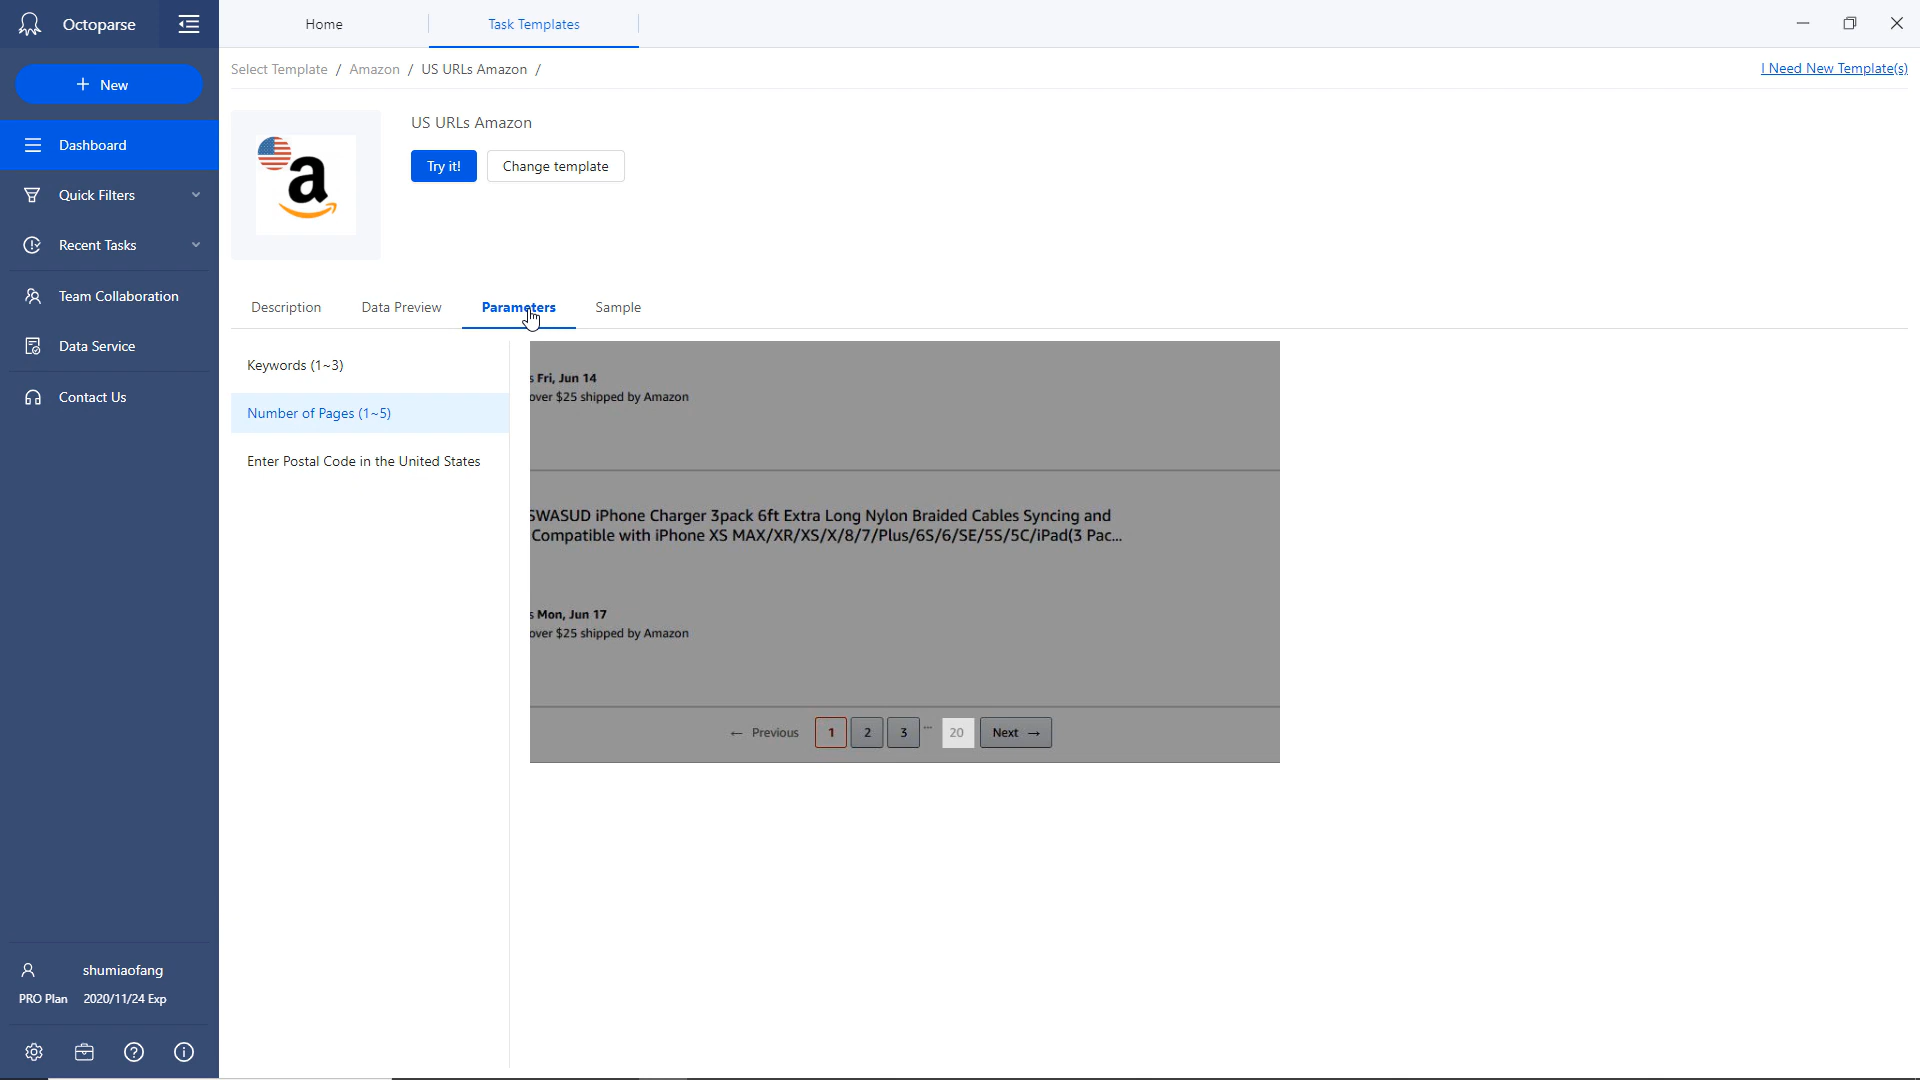 Octoparse
Home
Task Templates
Select Template / Amazon / US URLs Amazon /
I Need New Template(s)
+ New
Dashboard
Quick Filters
Recent Tasks
Team Collaboration
Data Service
Contact Us
shumiaofang
PRO Plan 2020/11/24 Exp
a
US URLs Amazon
Try it!
Change template
Description
Data Preview
Parameters
Sample
Keywords (1~3)
Number of Pages (1~5)
Enter Postal Code in the United States
s Fri, Jun 14
over $25 shipped by Amazon
SWASUD iPhone Charger 3pack 6ft Extra Long Nylon Braided Cables Syncing and
Compatible with iPhone XS MAX/XR/XS/X/8/7/Plus/6S/6/SE/5S/5C/iPad(3 Pac...
s Mon, Jun 17
over $25 shipped by Amazon
← Previous 1 2 3 ... 20 Next →